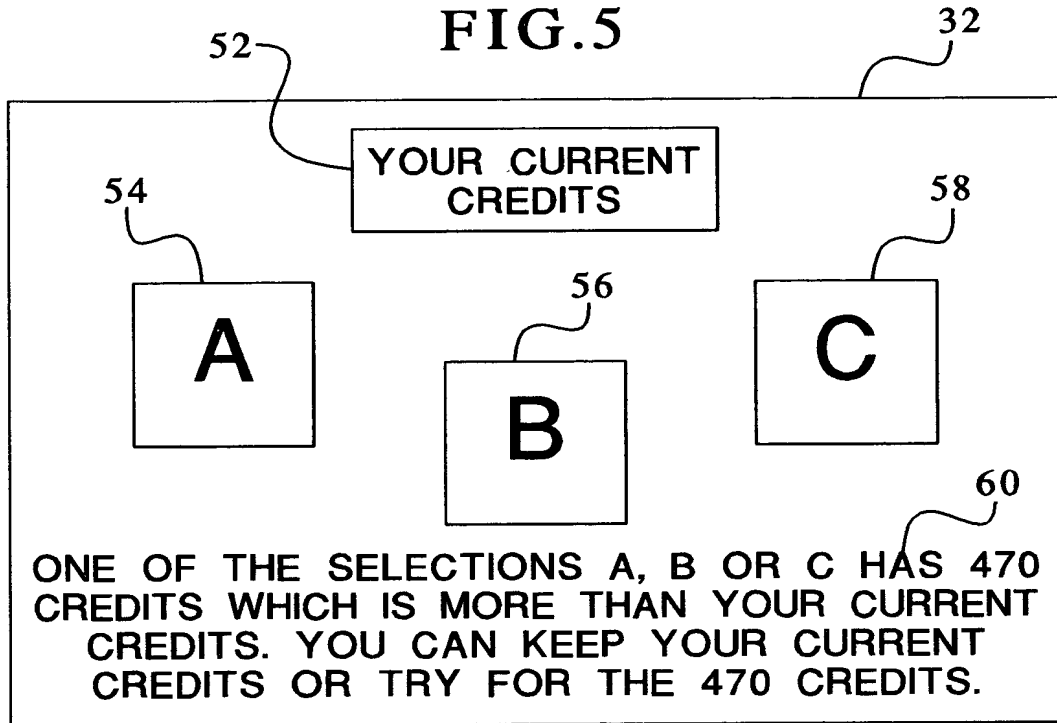 FIG.5
52
32
YOUR CURRENT
CREDITS
54
58
56
A
B
C
60
ONE OF THE SELECTIONS A, B OR C HAS 470
CREDITS WHICH IS MORE THAN YOUR CURRENT
CREDITS. YOU CAN KEEP YOUR CURRENT
CREDITS OR TRY FOR THE 470 CREDITS.